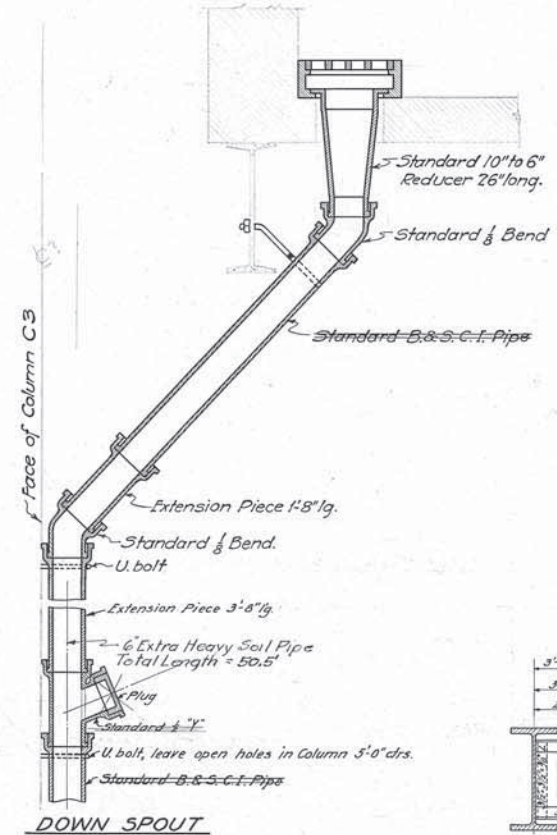 Standard 10" to 6"
Reducer 26" long.
Standard ⅛ Bend
Standard B.& S. C. I. Pipe
Face of Column C3
Extension Piece 1'-8" lg.
Standard ⅛ Bend.
U. bolt
Extension Piece 3'-8" lg.
6" Extra Heavy Soil Pipe
Total Length = 50.5'
Plug
Standard ½ "Y"
U. bolt, leave open holes in Column 5'-0" ctrs.
Standard B.& S. C. I. Pipe
DOWN SPOUT